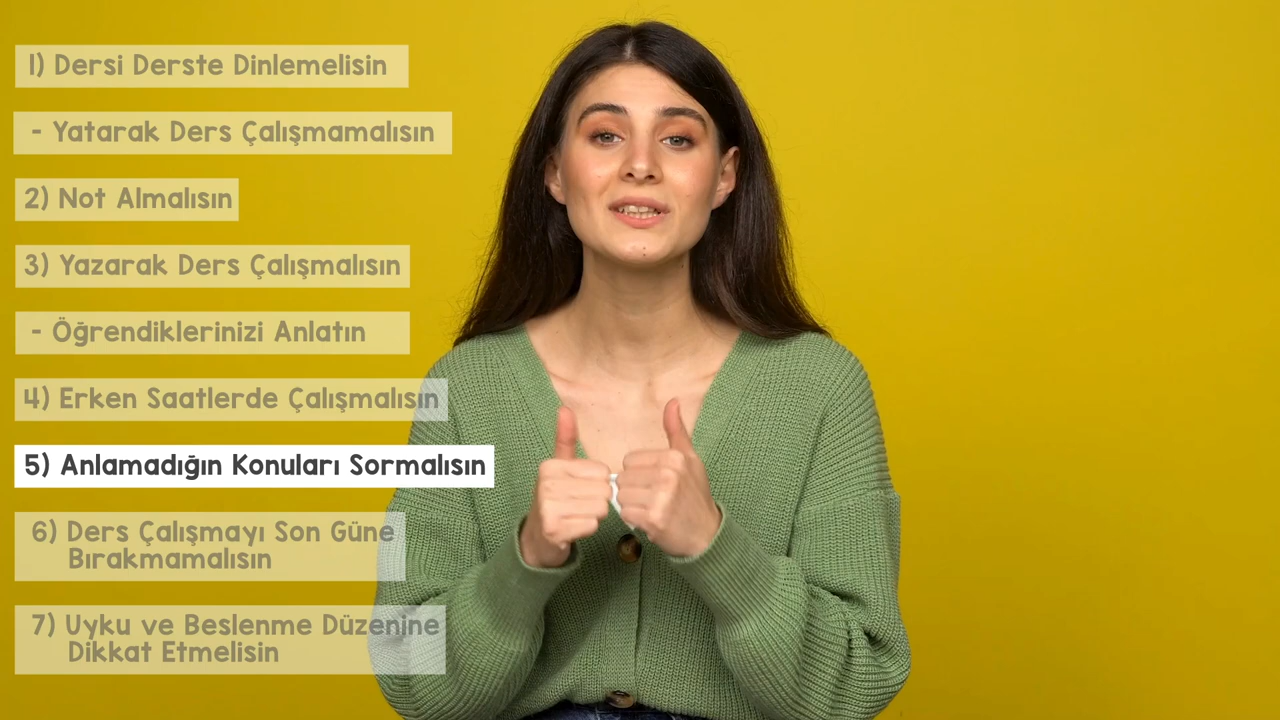 1) Dersi Derste Dinlemelisin
- Yatarak Ders Çalışmamalısın
2) Not Almalısın
3) Yazarak Ders Çalışmalısın
- Öğrendiklerinizi Anlatın
4) Erken Saatlerde Çalışmalısın
5) Anlamadığın Konuları Sormalısın
6) Ders Çalışmayı Son Güne
Bırakmamalısın
7) Uyku ve Beslenme Düzenine
Dikkat Etmelisin